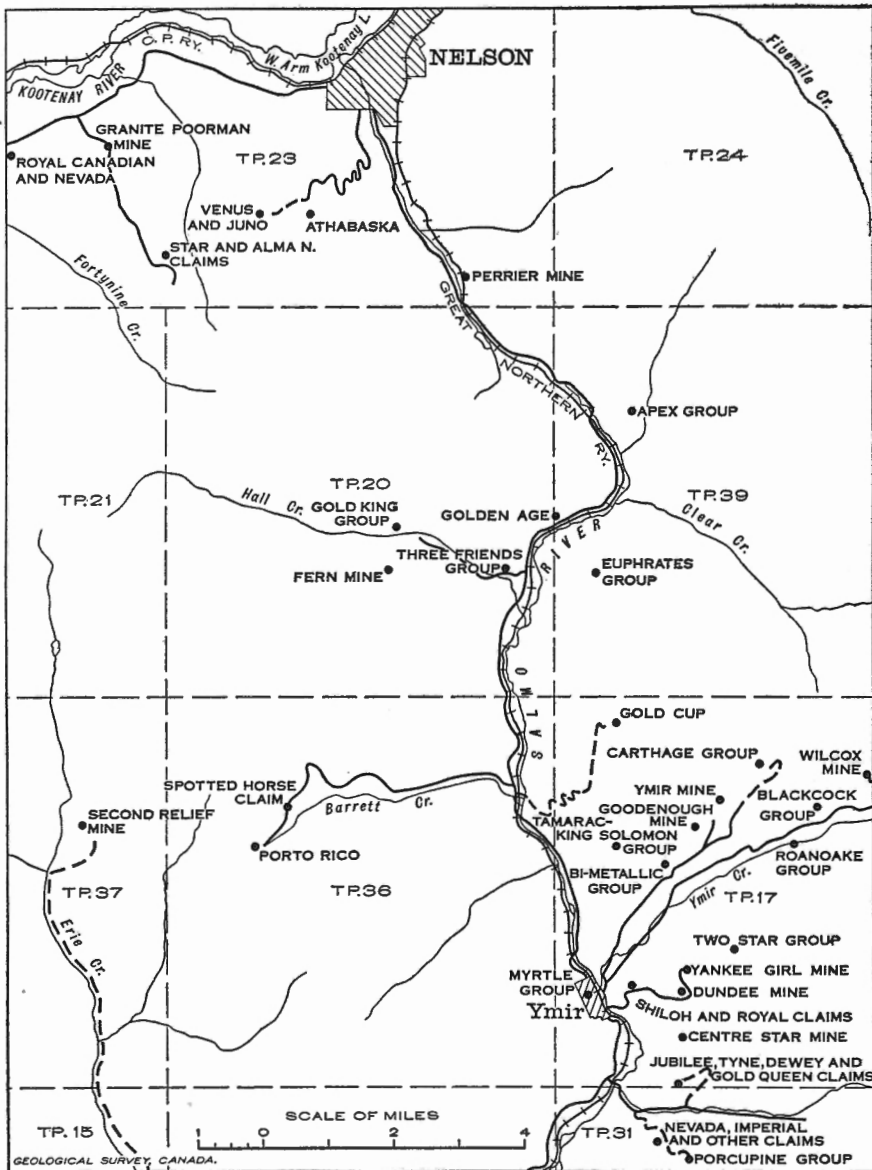 C.P.RY.
W. Arm Kootenay L.
NELSON
KOOTENAY RIVER
Fivemile Cr.
GRANITE POORMAN
MINE
ROYAL CANADIAN
AND NEVADA
TP.23
TP.24
VENUS
AND JUNO
ATHABASKA
STAR AND ALMA N.
CLAIMS
Fortynine Cr.
PERRIER MINE
GREAT NORTHERN RY.
APEX GROUP
TP.21
TP.20
TP.39
Hall Cr.
GOLD KING
GROUP
GOLDEN AGE
Clear Cr.
THREE FRIENDS
GROUP
FERN MINE
EUPHRATES
GROUP
SALMO RIVER
GOLD CUP
CARTHAGE GROUP
WILCOX
MINE
SPOTTED HORSE
CLAIM
Barrett Cr.
YMIR MINE
BLACKCOCK
GROUP
GOODENOUGH
MINE
SECOND RELIEF
MINE
TAMARAC-
KING SOLOMON
GROUP
PORTO RICO
ROANOAKE
GROUP
BI-METALLIC
GROUP
Ymir Cr.
TP.37
TP.36
TP.17
Erie Cr.
TWO STAR GROUP
MYRTLE
GROUP
YANKEE GIRL MINE
DUNDEE MINE
Ymir
SHILOH AND ROYAL CLAIMS
CENTRE STAR MINE
JUBILEE, TYNE, DEWEY AND
GOLD QUEEN CLAIMS
TP.15
SCALE OF MILES
1 0 2 4
TP.31
NEVADA, IMPERIAL
AND OTHER CLAIMS
PORCUPINE GROUP
GEOLOGICAL SURVEY, CANADA.